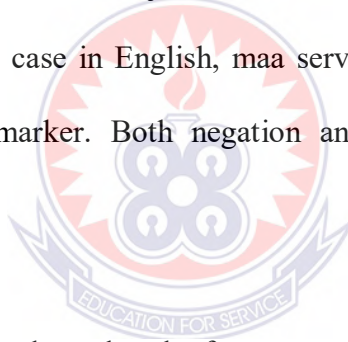 case in English, maa serv
marker. Both negation an
EDUCATION FOR SERVICE